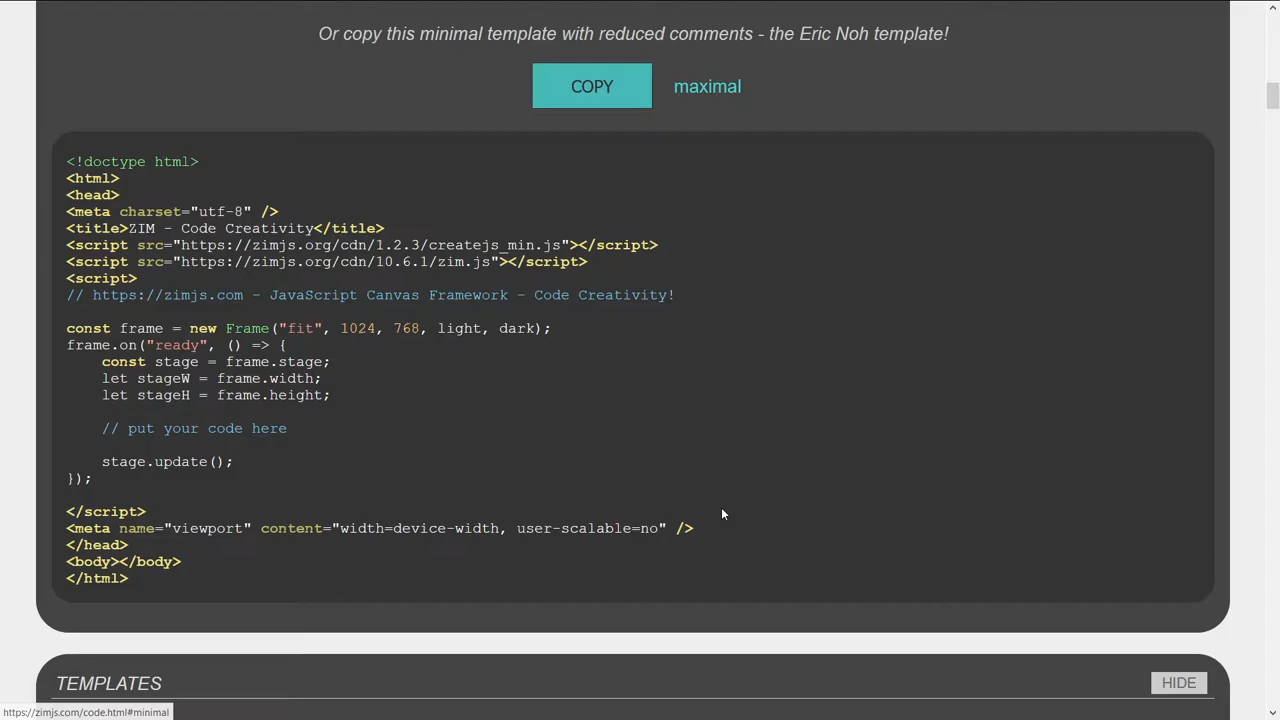 Or copy this minimal template with reduced comments - the Eric Noh template!
COPY maximal
<!doctype html>
<html>
<head>
<meta charset="utf-8" />
<title>ZIM - Code Creativity</title>
<script src="https://zimjs.org/cdn/1.2.3/createjs_min.js"></script>
<script src="https://zimjs.org/cdn/10.6.1/zim.js"></script>
<script>
// https://zimjs.com - JavaScript Canvas Framework - Code Creativity!
const frame = new Frame("fit", 1024, 768, light, dark);
frame.on("ready", () => {
    const stage = frame.stage;
    let stageW = frame.width;
    let stageH = frame.height;
    // put your code here
    stage.update();
});
</script>
<meta name="viewport" content="width=device-width, user-scalable=no" />
</head>
<body></body>
</html>
TEMPLATES HIDE
https://zimjs.com/code.html#minimal